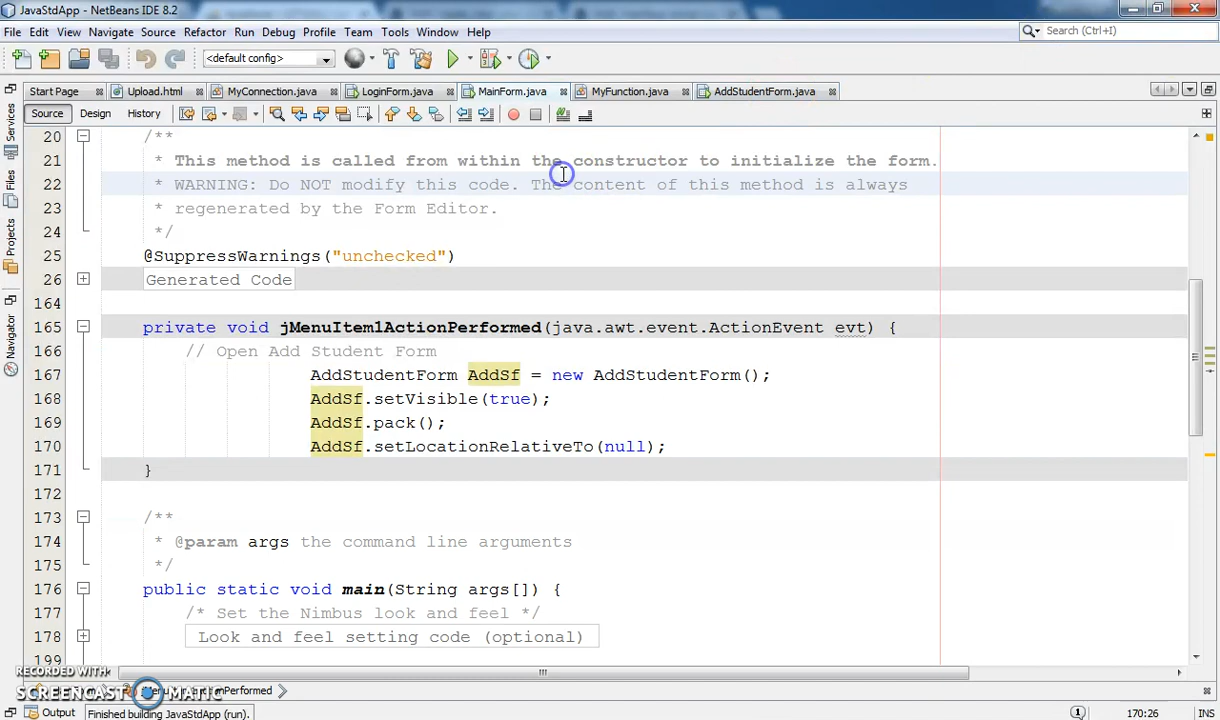 JavaStdApp - NetBeans IDE 8.2
File Edit View Navigate Source Refactor Run Debug Profile Team Tools Window Help
Search (Ctrl+I)
<default config>
Start Page Upload.html MyConnection.java LoginForm.java MainForm.java MyFunction.java AddStudentForm.java
Source Design History
Services
Files
Projects
Navigator
20 /**
21 * This method is called from within the constructor to initialize the form.
22 * WARNING: Do NOT modify this code. The content of this method is always
23 * regenerated by the Form Editor.
24 */
25 @SuppressWarnings("unchecked")
26 Generated Code
164
165 private void jMenuItem1ActionPerformed(java.awt.event.ActionEvent evt) {
166 // Open Add Student Form
167 AddStudentForm AddSf = new AddStudentForm();
168 AddSf.setVisible(true);
169 AddSf.pack();
170 AddSf.setLocationRelativeTo(null);
171 }
172
173 /**
174 * @param args the command line arguments
175 */
176 public static void main(String args[]) {
177 /* Set the Nimbus look and feel */
178 Look and feel setting code (optional)
199
RECORDED WITH
SCREENCAST MATIC
Output Finished building JavaStdApp (run). 1 170:26 INS